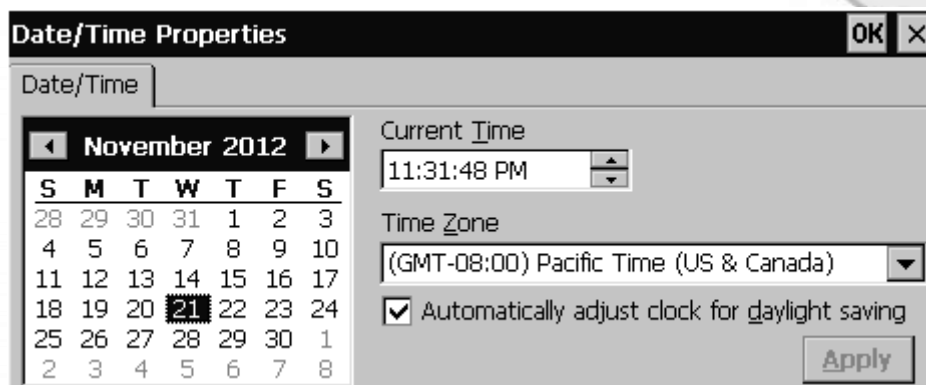 Date/Time Properties OK ×
Date/Time
November 2012
S M T W T F S
28 29 30 31 1 2 3
4 5 6 7 8 9 10
11 12 13 14 15 16 17
18 19 20 21 22 23 24
25 26 27 28 29 30 1
2 3 4 5 6 7 8
Current Time
11:31:48 PM
Time Zone
(GMT-08:00) Pacific Time (US & Canada)
Automatically adjust clock for daylight saving
Apply